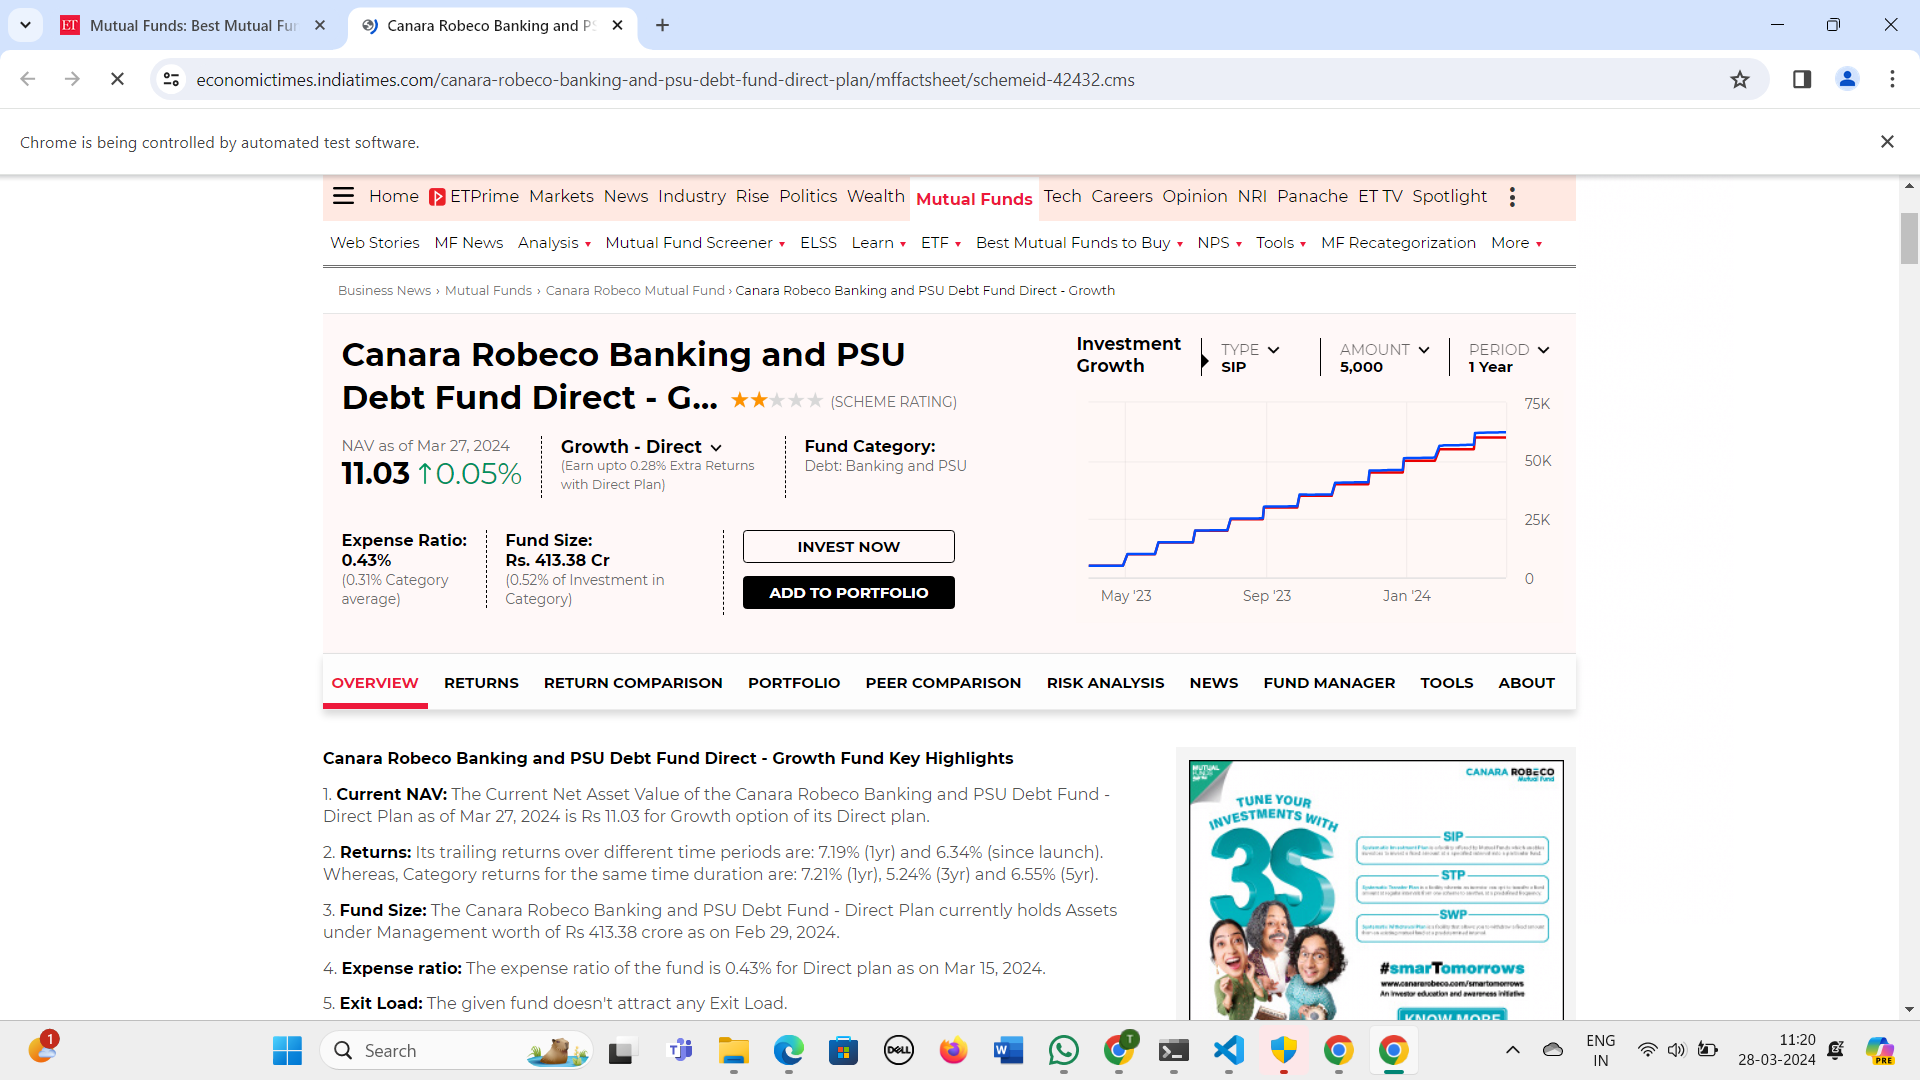 Mutual Funds: Best Mutual Fun
Canara Robeco Banking and PS
economictimes.indiatimes.com/canara-robeco-banking-and-psu-debt-fund-direct-plan/mffactsheet/schemeid-42432.cms
Chrome is being controlled by automated test software.
Home ETPrime Markets News Industry Rise Politics Wealth Mutual Funds Tech Careers Opinion NRI Panache ET TV Spotlight
Web Stories MF News Analysis Mutual Fund Screener ELSS Learn ETF Best Mutual Funds to Buy NPS Tools MF Recategorization More
Business News › Mutual Funds › Canara Robeco Mutual Fund › Canara Robeco Banking and PSU Debt Fund Direct - Growth
Canara Robeco Banking and PSU
Debt Fund Direct - G... (SCHEME RATING)
NAV as of Mar 27, 2024
11.03 ↑0.05%
Growth - Direct
(Earn upto 0.28% Extra Returns
with Direct Plan)
Fund Category:
Debt: Banking and PSU
Expense Ratio:
0.43%
(0.31% Category
average)
Fund Size:
Rs. 413.38 Cr
(0.52% of Investment in
Category)
INVEST NOW
ADD TO PORTFOLIO
Investment
Growth
TYPE
SIP
AMOUNT
5,000
PERIOD
1 Year
75K
50K
25K
0
May '23 Sep '23 Jan '24
OVERVIEW RETURNS RETURN COMPARISON PORTFOLIO PEER COMPARISON RISK ANALYSIS NEWS FUND MANAGER TOOLS ABOUT
Canara Robeco Banking and PSU Debt Fund Direct - Growth Fund Key Highlights
1. Current NAV: The Current Net Asset Value of the Canara Robeco Banking and PSU Debt Fund -
Direct Plan as of Mar 27, 2024 is Rs 11.03 for Growth option of its Direct plan.
2. Returns: Its trailing returns over different time periods are: 7.19% (1yr) and 6.34% (since launch).
Whereas, Category returns for the same time duration are: 7.21% (1yr), 5.24% (3yr) and 6.55% (5yr).
3. Fund Size: The Canara Robeco Banking and PSU Debt Fund - Direct Plan currently holds Assets
under Management worth of Rs 413.38 crore as on Feb 29, 2024.
4. Expense ratio: The expense ratio of the fund is 0.43% for Direct plan as on Mar 15, 2024.
5. Exit Load: The given fund doesn't attract any Exit Load.
MUTUAL
FUNDS
CANARA ROBECO
Mutual Fund
TUNE YOUR
INVESTMENTS WITH
3S
SIP
STP
SWP
#smarTomorrows
www.canararobeco.com/smartomorrows
An investor education and awareness initiative
KNOW MORE
1
Search
DELL
T
ENG
IN
11:20
28-03-2024
PRE